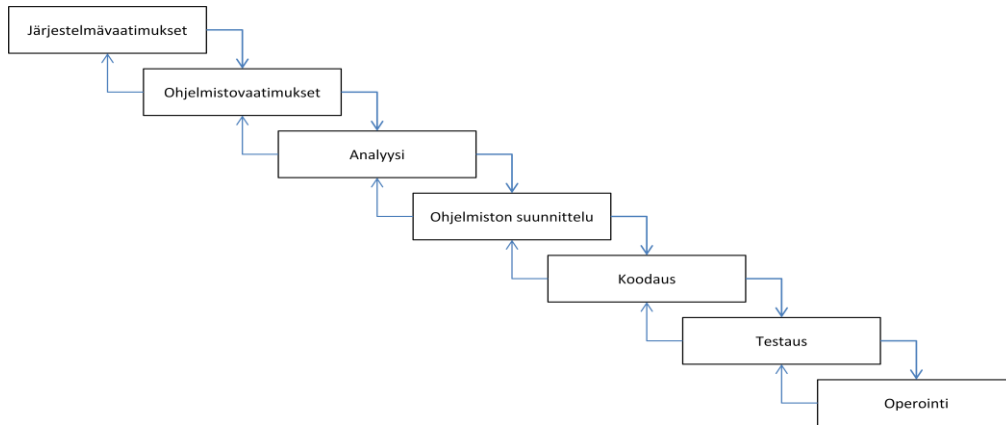 Järjestelmävaatimukset
Ohjelmistovaatimukset
Analyysi
Ohjelmiston suunnittelu
Koodaus
Testaus
Operointi